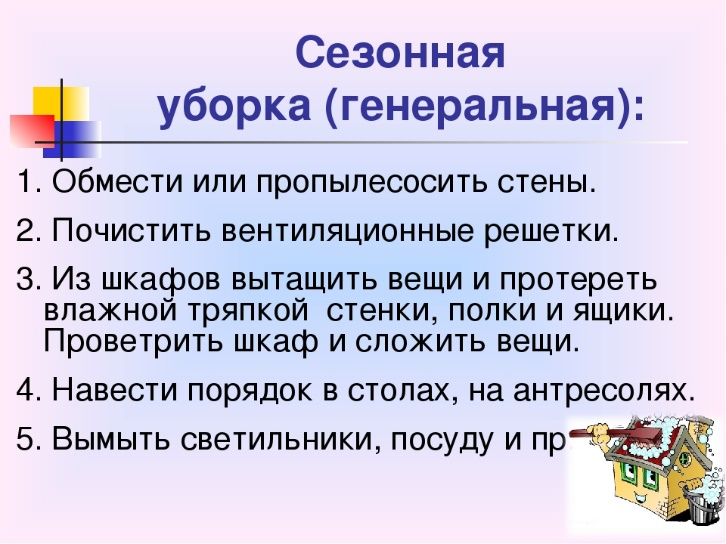 Сезонная
уборка (генеральная):
1. Обмести или пропылесосить стены.
2. Почистить вентиляционные решетки.
3. Из шкафов вытащить вещи и протереть
влажной тряпкой стенки, полки и ящики.
Проветрить шкаф и сложить вещи.
4. Навести порядок в столах, на антресолях.
5. Вымыть светильники, посуду и